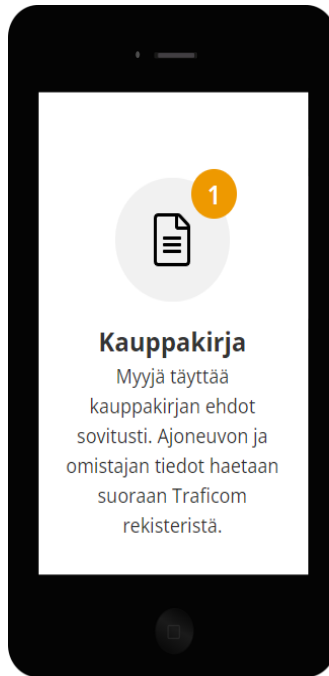 1
Kauppakirja
Myyjä täyttää
kauppakirjan ehdot
sovitusti. Ajoneuvon ja
omistajan tiedot haetaan
suoraan Traficom
rekisteristä.